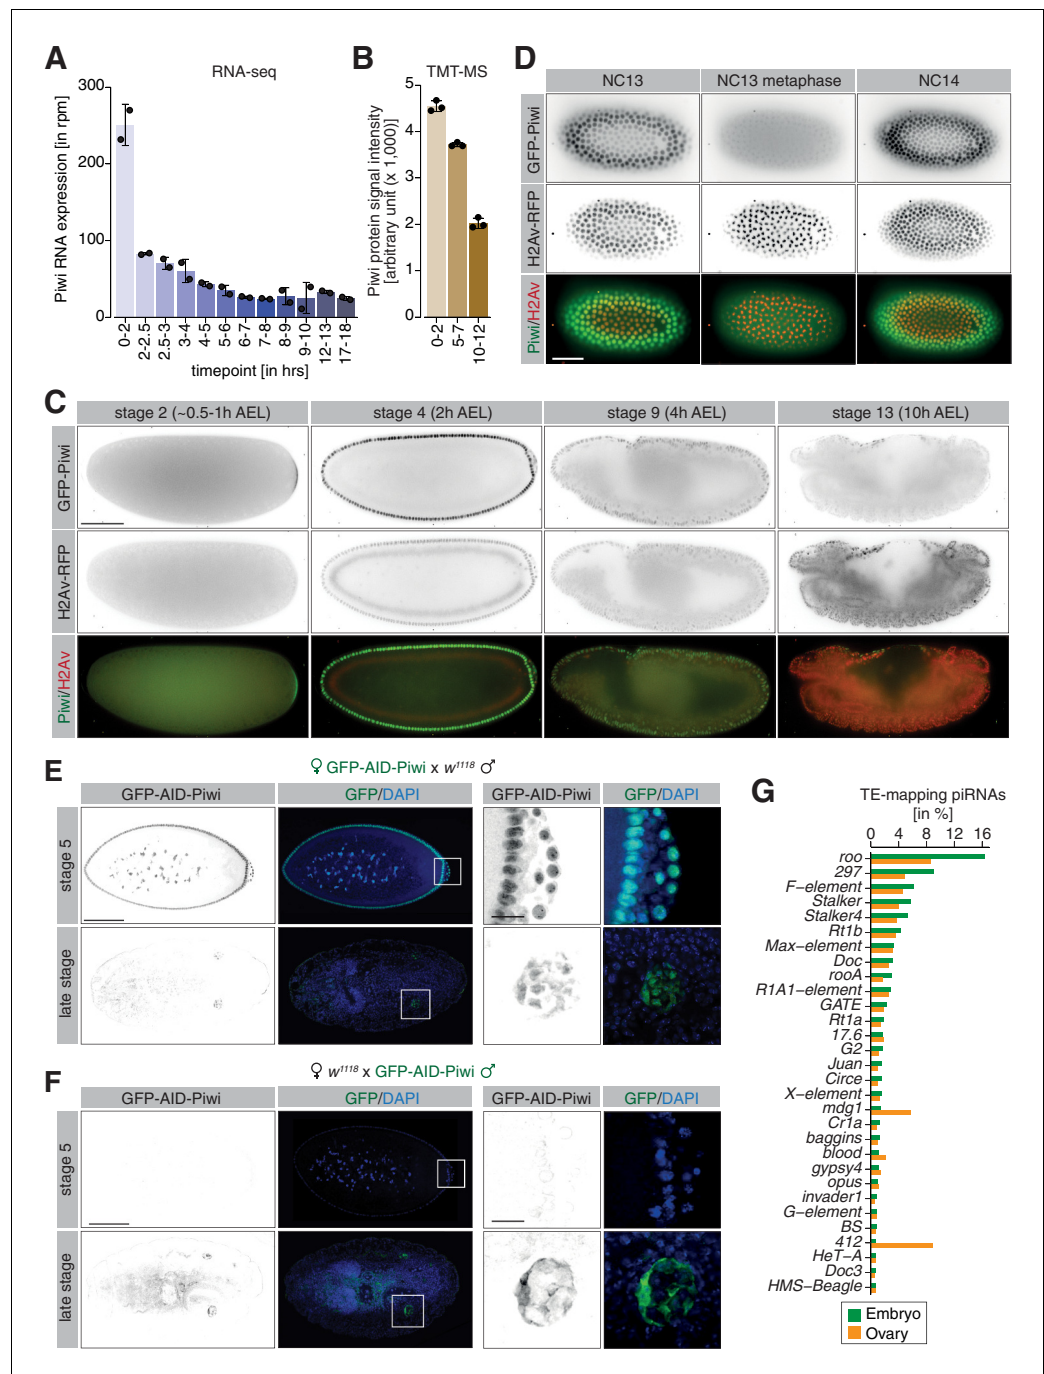 A
RNA-seq
Piwi RNA expression [in rpm]
300
200
100
0
0-2
2-2.5
2.5-3
3-4
4-5
5-6
6-7
7-8
8-9
9-10
12-13
17-18
timepoint [in hrs]
B
TMT-MS
Piwi protein signal intensity
[arbitrary unit (x 1,000)]
5
4
3
2
1
0
0-2
5-7
10-12
D
NC13
NC13 metaphase
NC14
GFP-Piwi
H2Av-RFP
Piwi/H2Av
C
stage 2 (~0.5-1h AEL)
stage 4 (2h AEL)
stage 9 (4h AEL)
stage 13 (10h AEL)
GFP-Piwi
H2Av-RFP
Piwi/H2Av
E
♀ GFP-AID-Piwi x w1118 ♂
GFP-AID-Piwi
GFP/DAPI
GFP-AID-Piwi
GFP/DAPI
stage 5
late stage
F
♀ w1118 x GFP-AID-Piwi ♂
GFP-AID-Piwi
GFP/DAPI
GFP-AID-Piwi
GFP/DAPI
stage 5
late stage
G
TE-mapping piRNAs
[in %]
0 4 8 12 16
roo
297
F-element
Stalker
Stalker4
Rt1b
Max-element
Doc
rooA
R1A1-element
GATE
Rt1a
17.6
G2
Juan
Circe
X-element
mdg1
Cr1a
baggins
blood
gypsy4
opus
invader1
G-element
BS
412
HeT-A
Doc3
HMS-Beagle
Embryo
Ovary